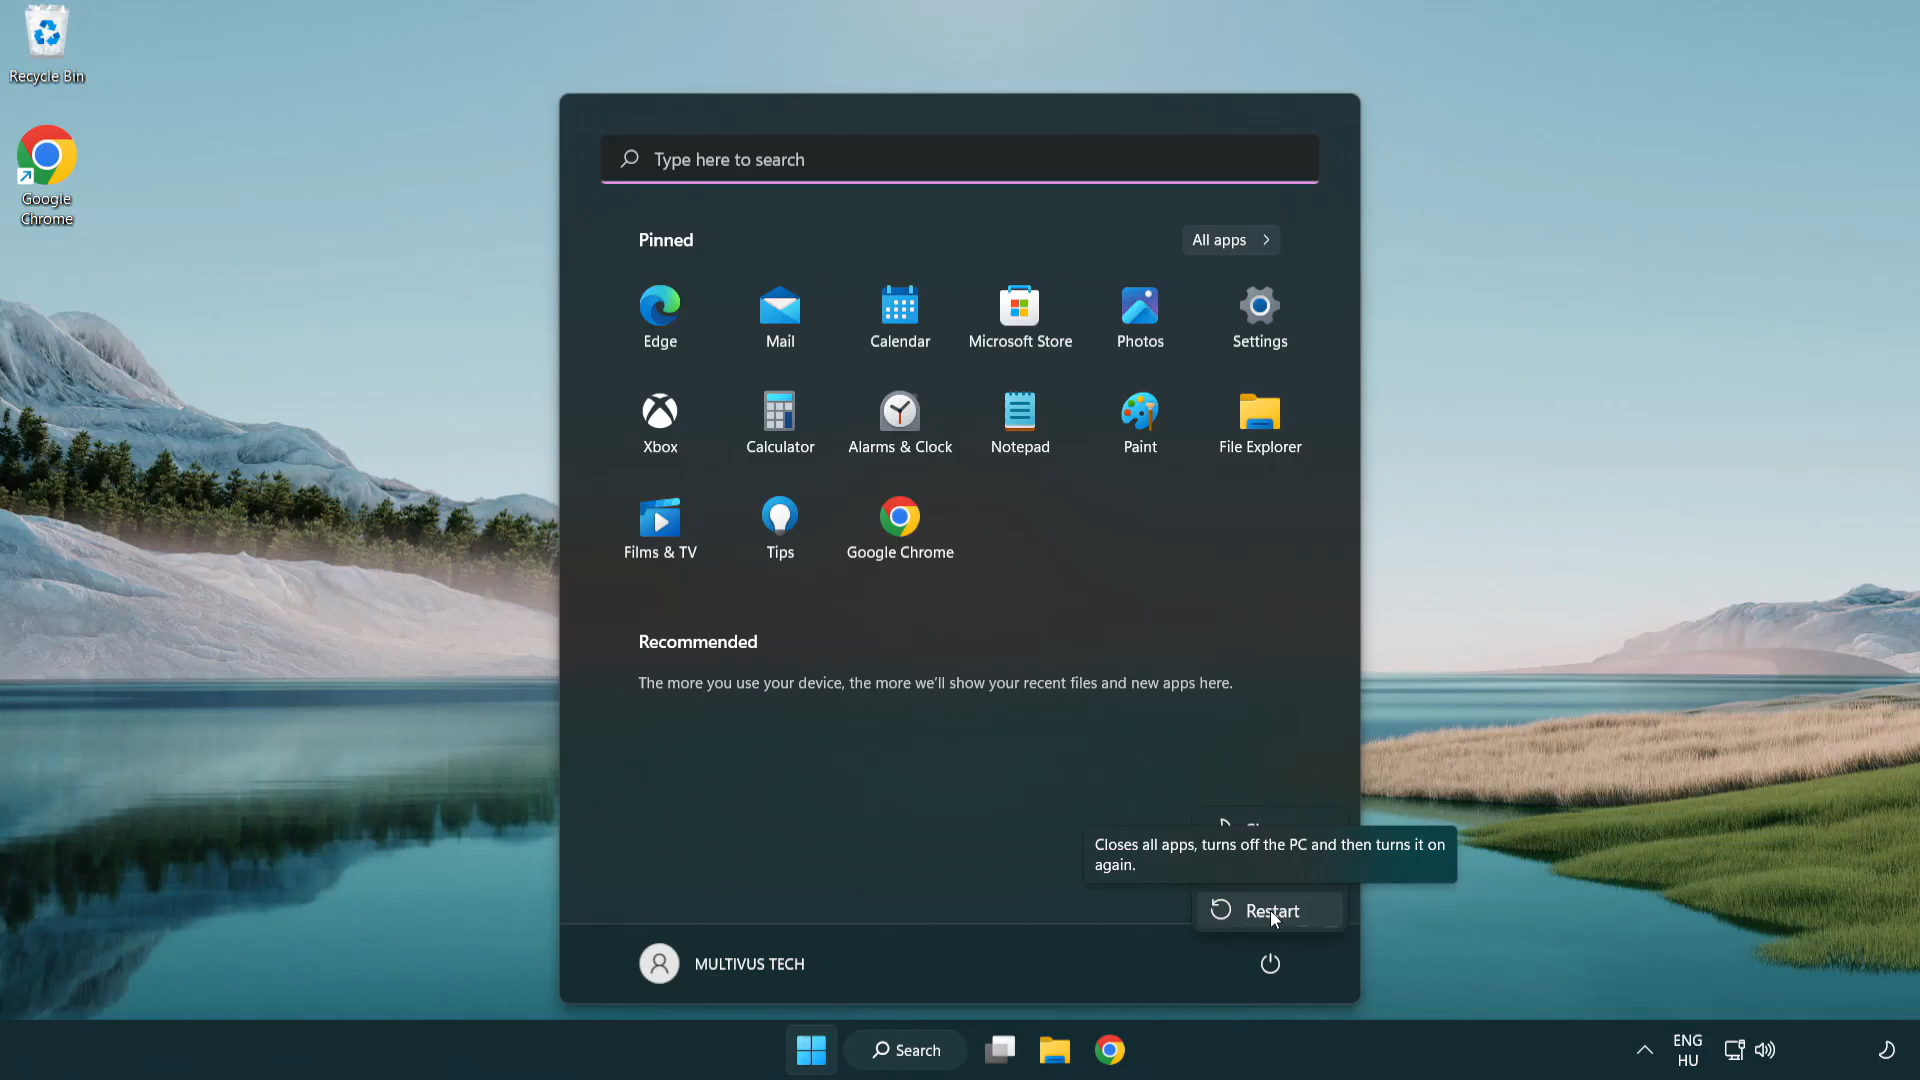 Recycle Bin
Google
Chrome
Type here to search
Pinned
All apps
Edge
Mail
Calendar
Microsoft Store
Photos
Settings
Xbox
Calculator
Alarms & Clock
Notepad
Paint
File Explorer
Films & TV
Tips
Google Chrome
Recommended
The more you use your device, the more we'll show your recent files and new apps here.
Closes all apps, turns off the PC and then turns it on
again.
Restart
MULTIVUS TECH
Search
ENG
HU